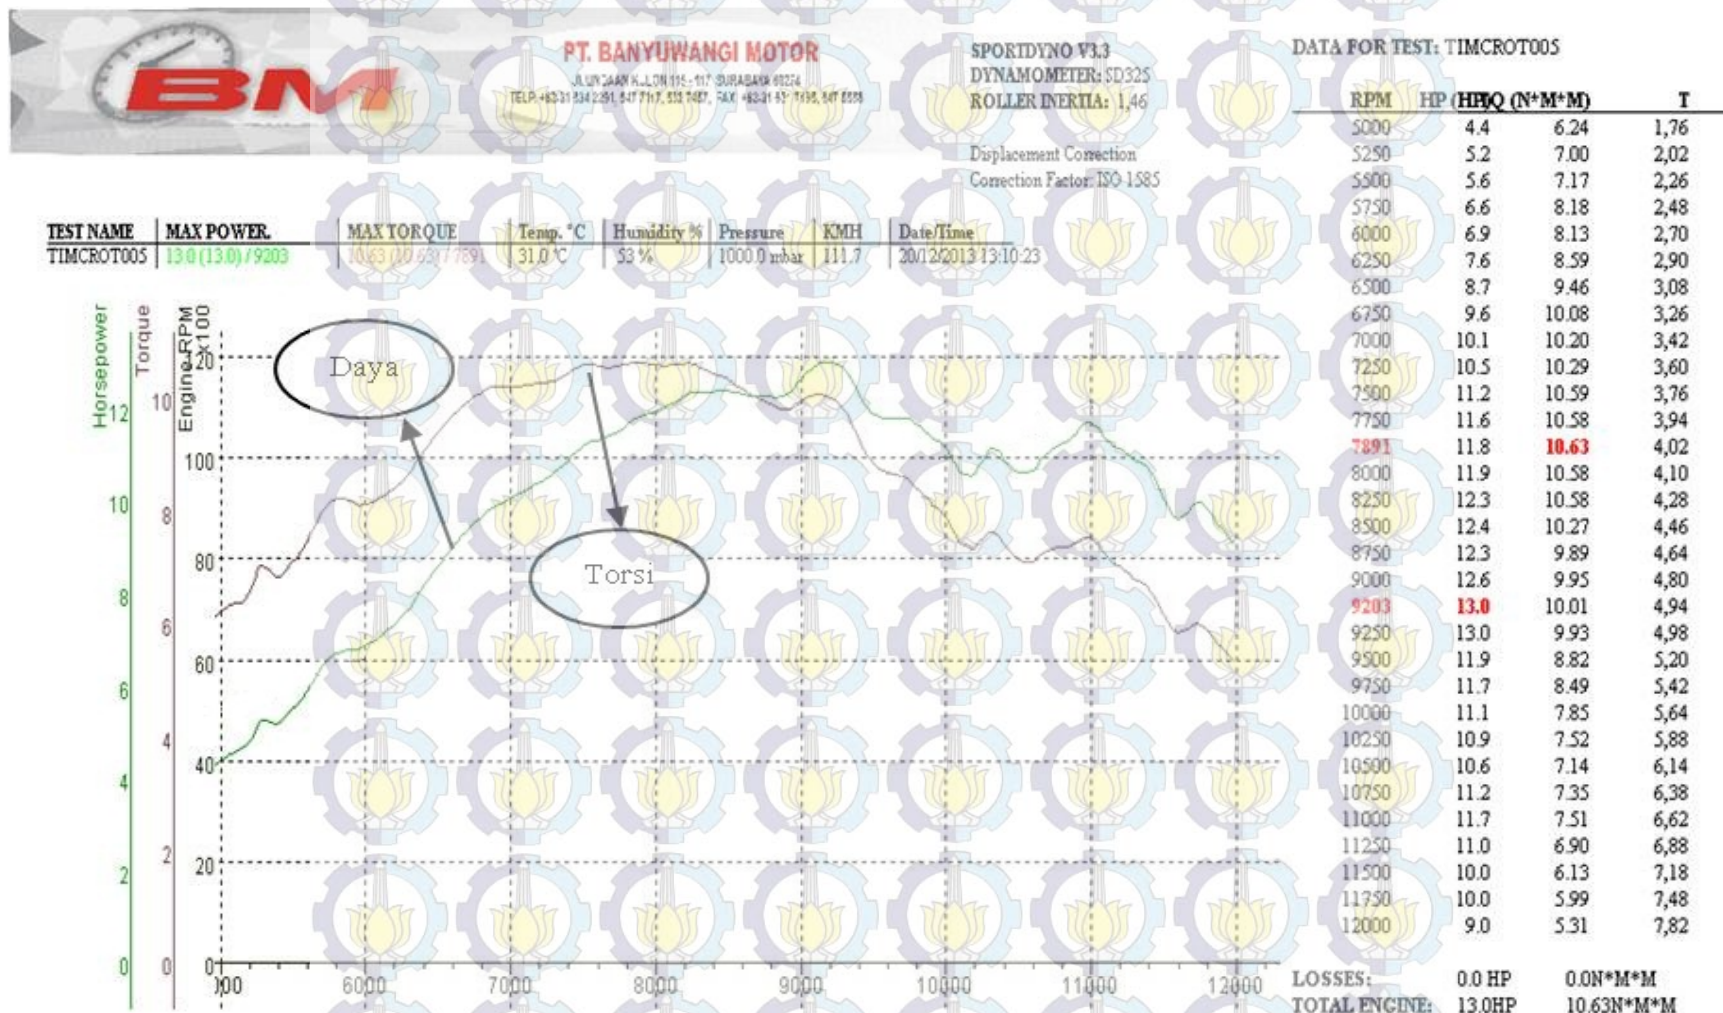 BM
PT. BANYUWANGI MOTOR
SPORTDYNO V3.3
DYNAMOMETER: SD325
ROLLER INERTIA: 1,46
Displacement Correction
Correction Factor: ISO 1585
TEST NAME MAX POWER. MAX TORQUE Temp. °C Humidity % Pressure KMH Date/Time
TIMCROT005 13.0 (13.0) / 9203 10.63 (10.63) / 7891 31.0 °C 53 % 1000.0 mbar 111.7 20/12/2013 13:10:23
Horsepower
Torque
Engine RPM
x100
12
10
8
6
4
2
0
10
8
6
4
2
0
120
100
80
60
40
20
0
Daya
Torsi
6000 7000 8000 9000 10000 11000 12000
DATA FOR TEST: TIMCROT005
RPM HP (HP) TQ (N*M*M) T
5000 4.4 6.24 1,76
5250 5.2 7.00 2,02
5500 5.6 7.17 2,26
5750 6.6 8.18 2,48
6000 6.9 8.13 2,70
6250 7.6 8.59 2,90
6500 8.7 9.46 3,08
6750 9.6 10.08 3,26
7000 10.1 10.20 3,42
7250 10.5 10.29 3,60
7500 11.2 10.59 3,76
7750 11.6 10.58 3,94
7891 11.8 10.63 4,02
8000 11.9 10.58 4,10
8250 12.3 10.58 4,28
8500 12.4 10.27 4,46
8750 12.3 9.89 4,64
9000 12.6 9.95 4,80
9203 13.0 10.01 4,94
9250 13.0 9.93 4,98
9500 11.9 8.82 5,20
9750 11.7 8.49 5,42
10000 11.1 7.85 5,64
10250 10.9 7.52 5,88
10500 10.6 7.14 6,14
10750 11.2 7.35 6,38
11000 11.7 7.51 6,62
11250 11.0 6.90 6,88
11500 10.0 6.13 7,18
11750 10.0 5.99 7,48
12000 9.0 5.31 7,82
LOSSES: 0.0 HP 0.0N*M*M
TOTAL ENGINE: 13.0HP 10.63N*M*M